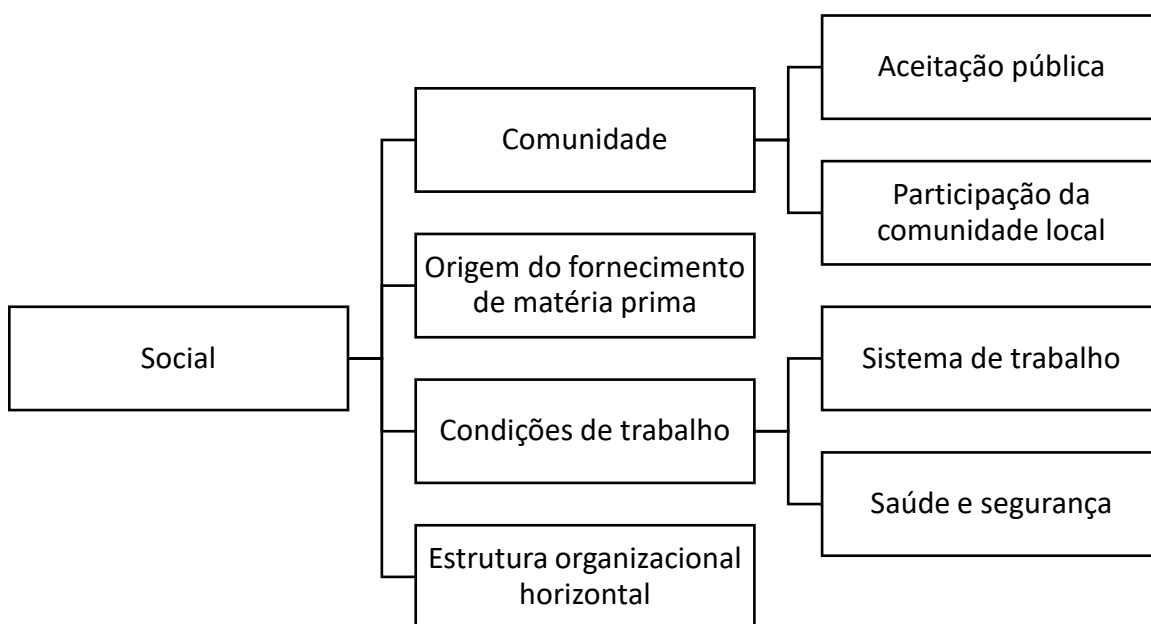 Social
Comunidade
Aceitação pública
Participação da
comunidade local
Origem do fornecimento
de matéria prima
Condições de trabalho
Sistema de trabalho
Saúde e segurança
Estrutura organizacional
horizontal